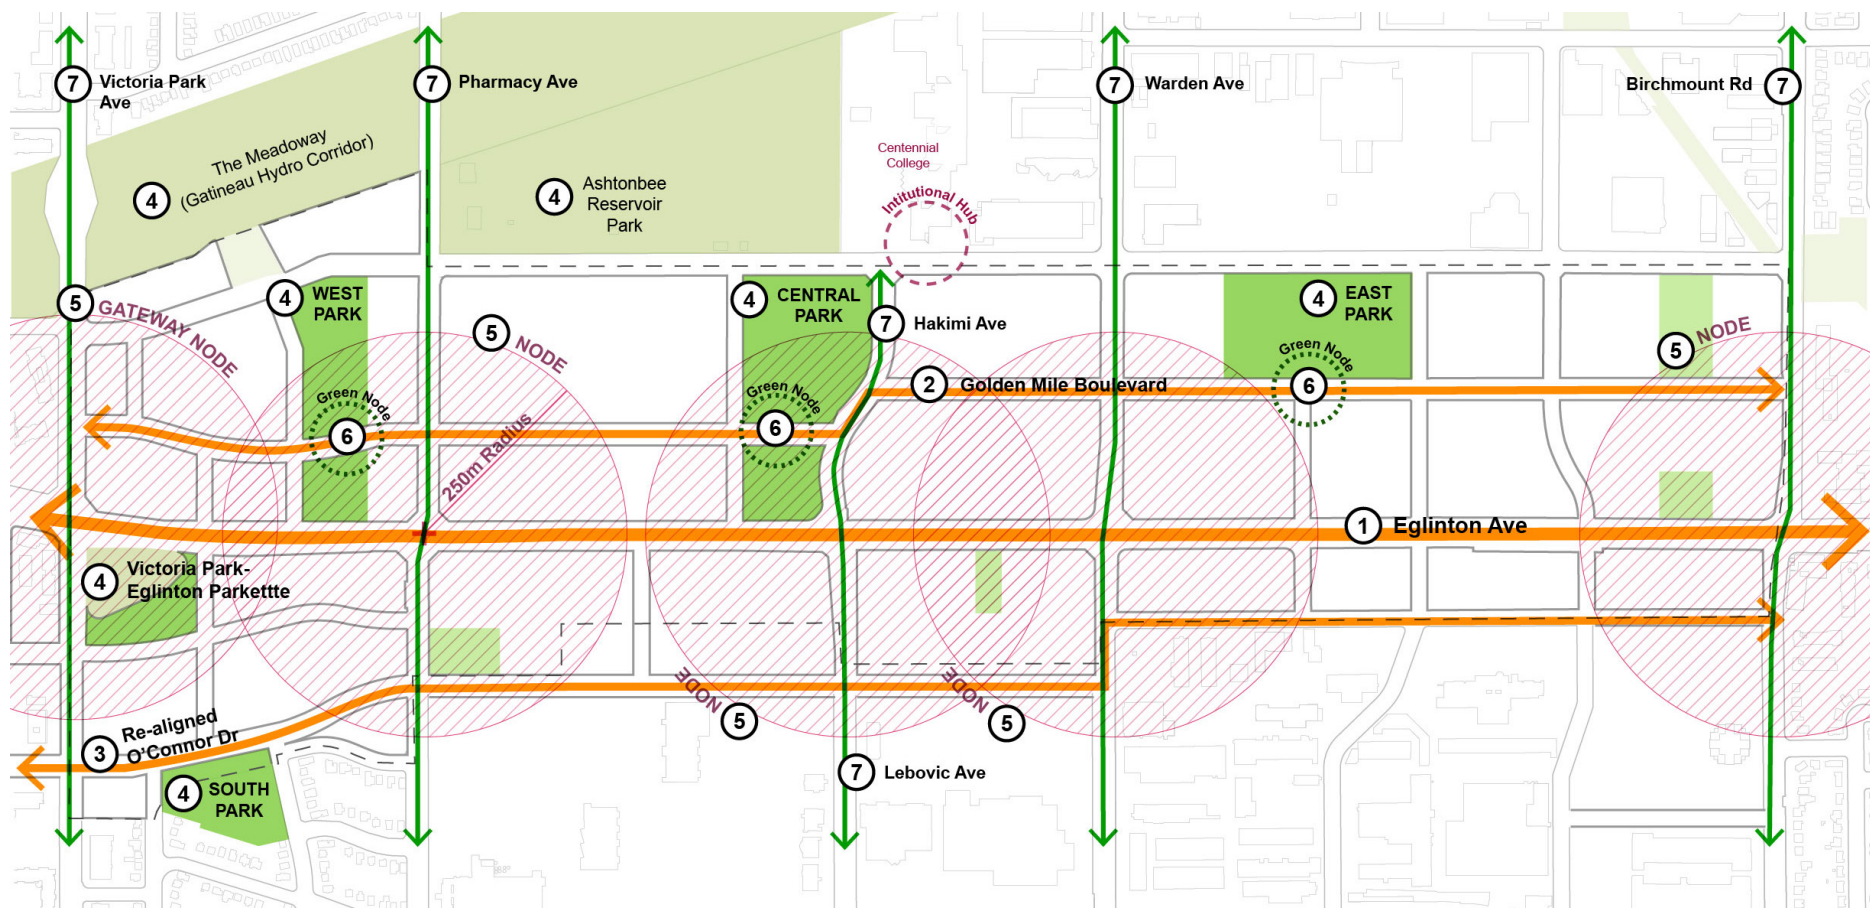 7
Victoria Park
Ave
7
Pharmacy Ave
7
Warden Ave
Birchmount Rd
7
The Meadoway
(Gatineau Hydro Corridor)
4
4
Ashtonbee
Reservoir
Park
Centennial
College
Intitutional Hub
5
GATEWAY NODE
4
WEST
PARK
5
NODE
4
CENTRAL
PARK
7
Hakimi Ave
4
EAST
PARK
5
NODE
Green Node
6
250m Radius
Green Node
6
2
Golden Mile Boulevard
Green Node
6
1
Eglinton Ave
4
Victoria Park-
Eglinton Parkettte
NODE
5
NODE
5
3
Re-aligned
O'Connor Dr
4
SOUTH
PARK
7
Lebovic Ave